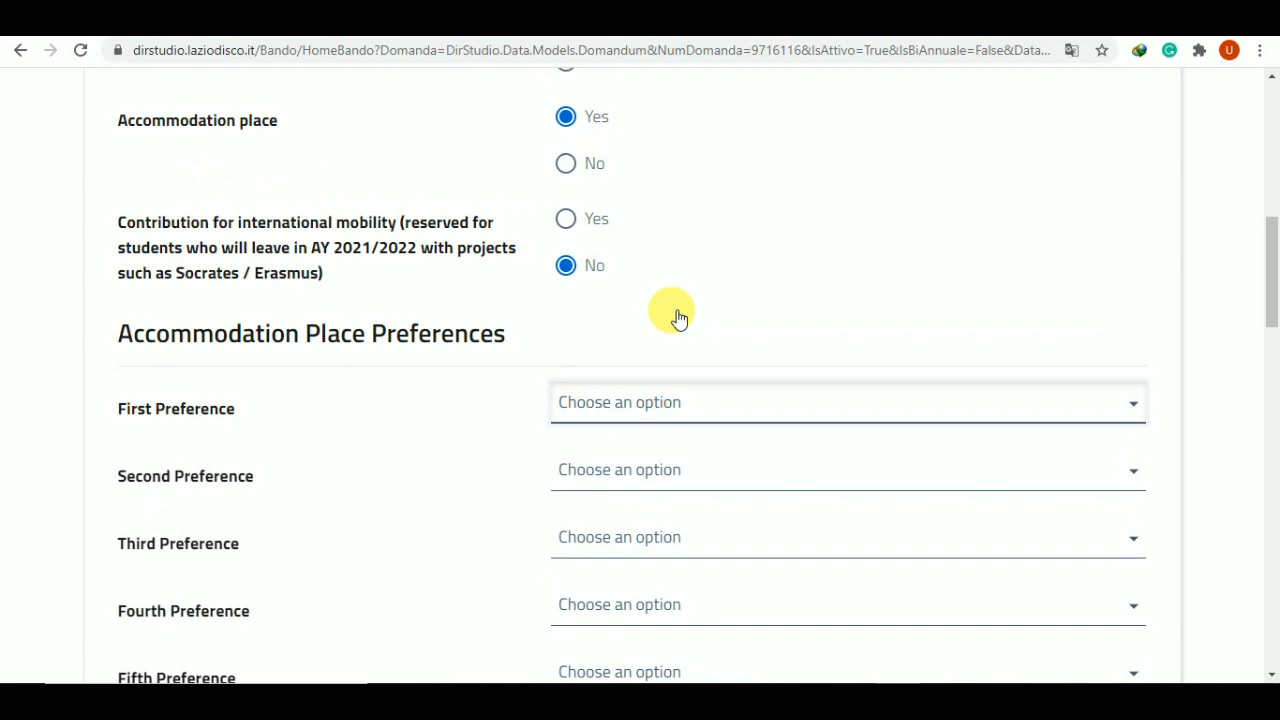 dirstudio.laziodisco.it/Bando/HomeBando?Domanda=DirStudio.Data.Models.Domandum&NumDomanda=9716116&IsAttivo=True&IsBiAnnuale=False&Data...
U
Accommodation place
Yes
No
Contribution for international mobility (reserved for
students who will leave in AY 2021/2022 with projects
such as Socrates / Erasmus)
Yes
No
Accommodation Place Preferences
First Preference
Choose an option
Second Preference
Choose an option
Third Preference
Choose an option
Fourth Preference
Choose an option
Fifth Preference
Choose an option